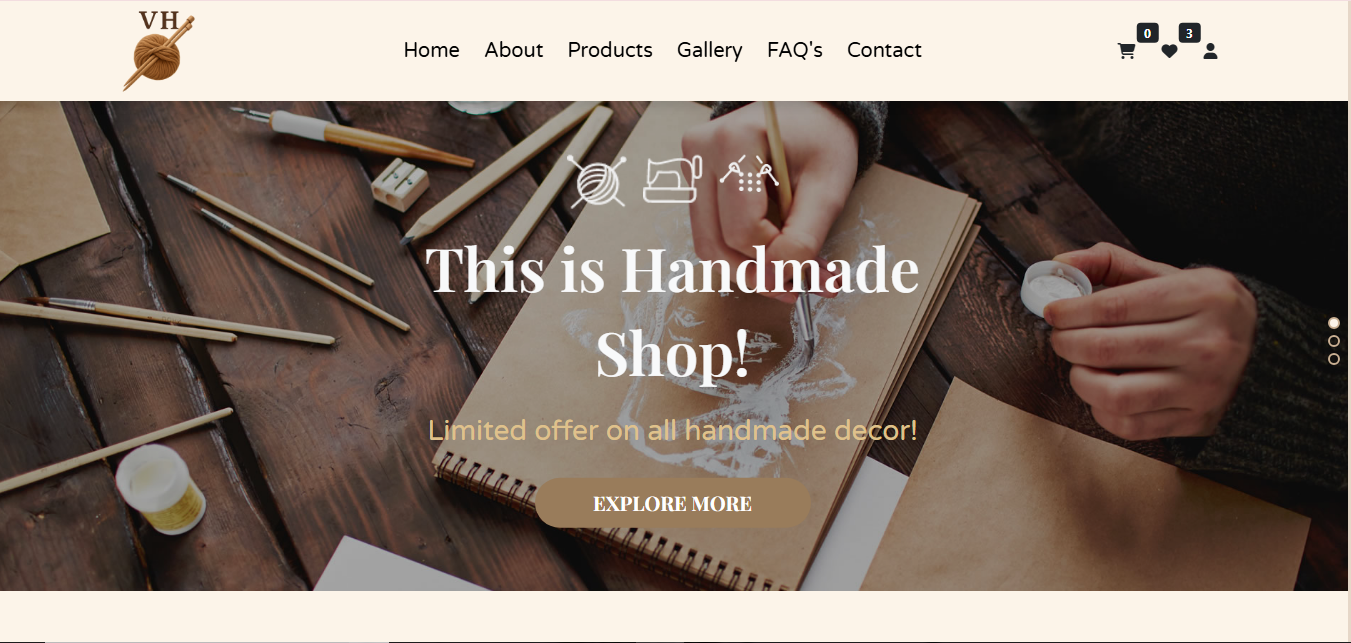 VH
Home About Products Gallery FAQ's Contact
0 3
This is Handmade
Shop!
Limited offer on all handmade decor!
EXPLORE MORE